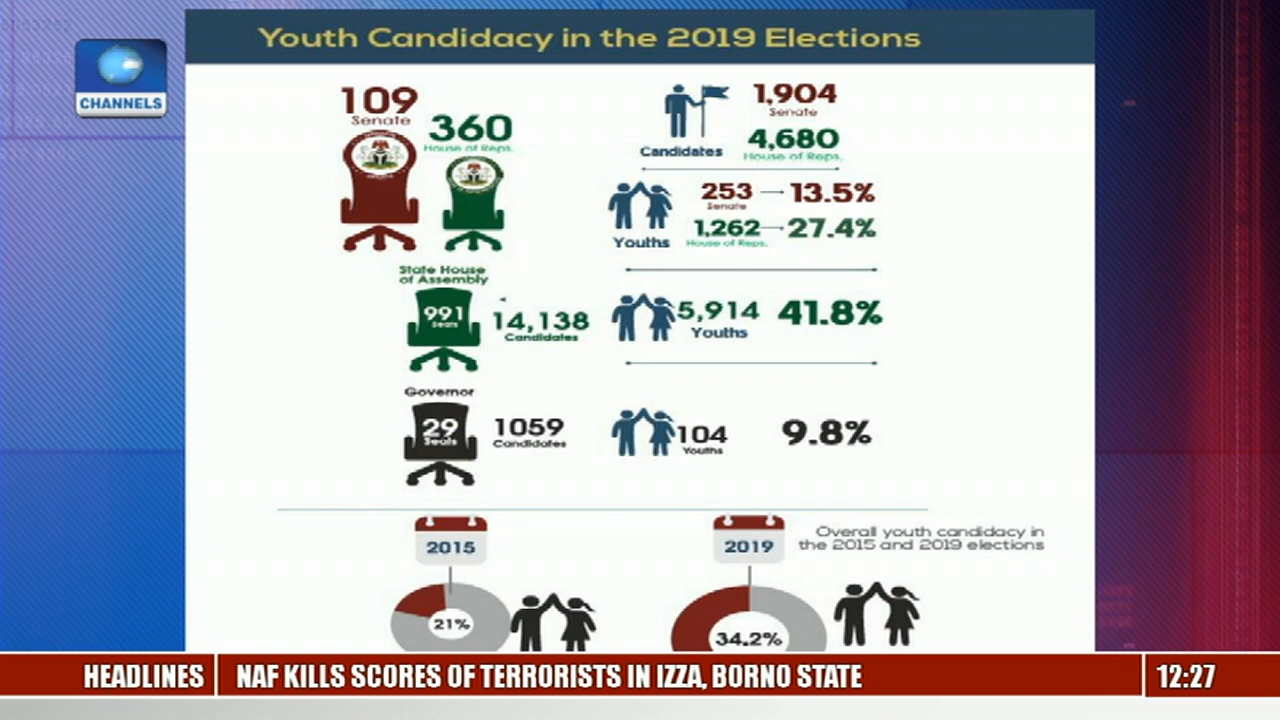 Youth Candidacy in the 2019 Elections
CHANNELS
109
Senate
360
House of Reps.
Candidates
1,904
Senate
4,680
House of Reps.
Youths
253
Senate
13.5%
1,262
House of Reps.
27.4%
State House
of Assembly
991
Seats
14,138
Candidates
5,914
Youths
41.8%
Governor
29
Seats
1059
Candidates
104
Youths
9.8%
2015
21%
2019
34.2%
Overall youth candidacy in
the 2015 and 2019 elections
HEADLINES
NAF KILLS SCORES OF TERRORISTS IN IZZA, BORNO STATE
12:27